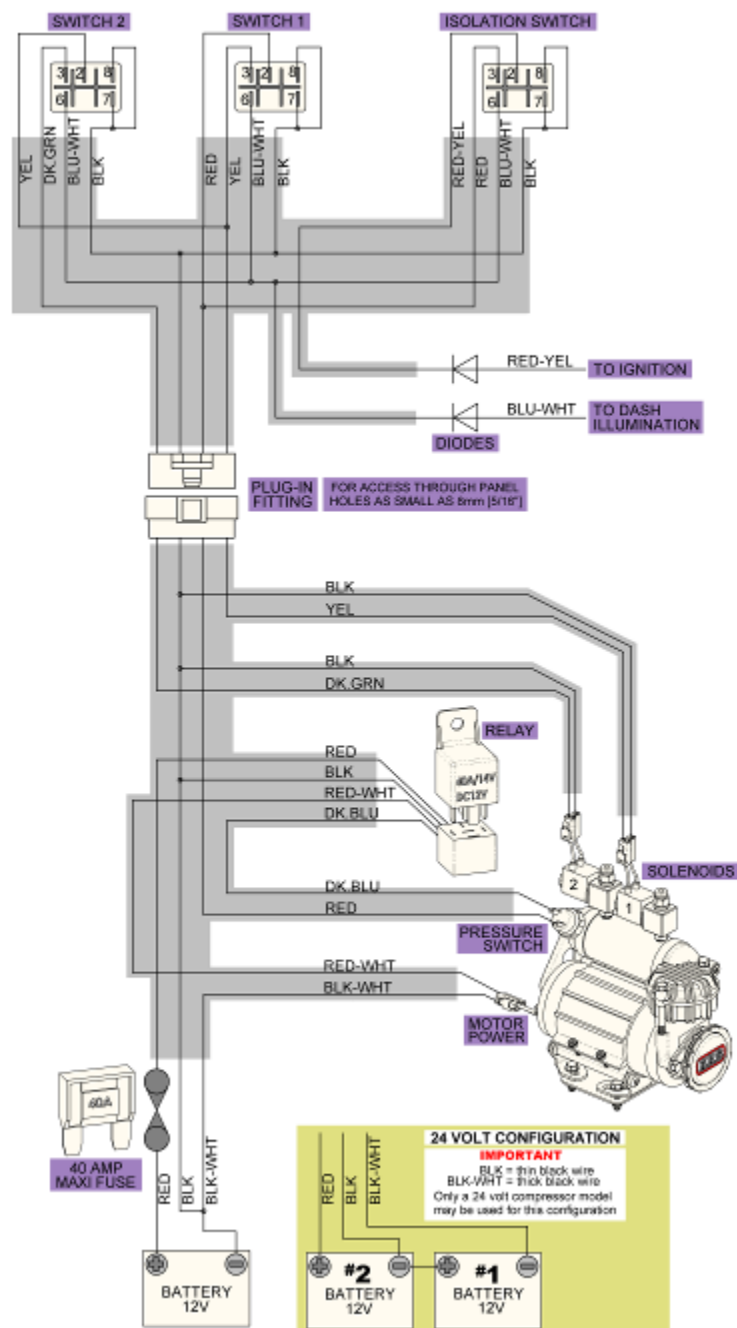 SWITCH 2
SWITCH 1
ISOLATION SWITCH
3 2 8
6 7
3 2 8
6 7
3 2 8
6 7
YEL
DK.GRN
BLU-WHT
BLK
RED
YEL
BLU-WHT
BLK
RED-YEL
RED
BLU-WHT
BLK
RED-YEL
TO IGNITION
BLU-WHT
TO DASH
ILLUMINATION
DIODES
PLUG-IN
FITTING
FOR ACCESS THROUGH PANEL
HOLES AS SMALL AS 8mm [5/16"]
BLK
YEL
BLK
DK.GRN
RELAY
40A/14V
DC12V
RED
BLK
RED-WHT
DK.BLU
2
1
SOLENOIDS
DK.BLU
RED
PRESSURE
SWITCH
RED-WHT
BLK-WHT
MOTOR
POWER
40A
40 AMP
MAXI FUSE
RED
BLK
BLK-WHT
BATTERY
12V
24 VOLT CONFIGURATION
IMPORTANT
BLK = thin black wire
BLK-WHT = thick black wire
Only a 24 volt compressor model
may be used for this configuration
RED
BLK
BLK-WHT
#2
BATTERY
12V
#1
BATTERY
12V